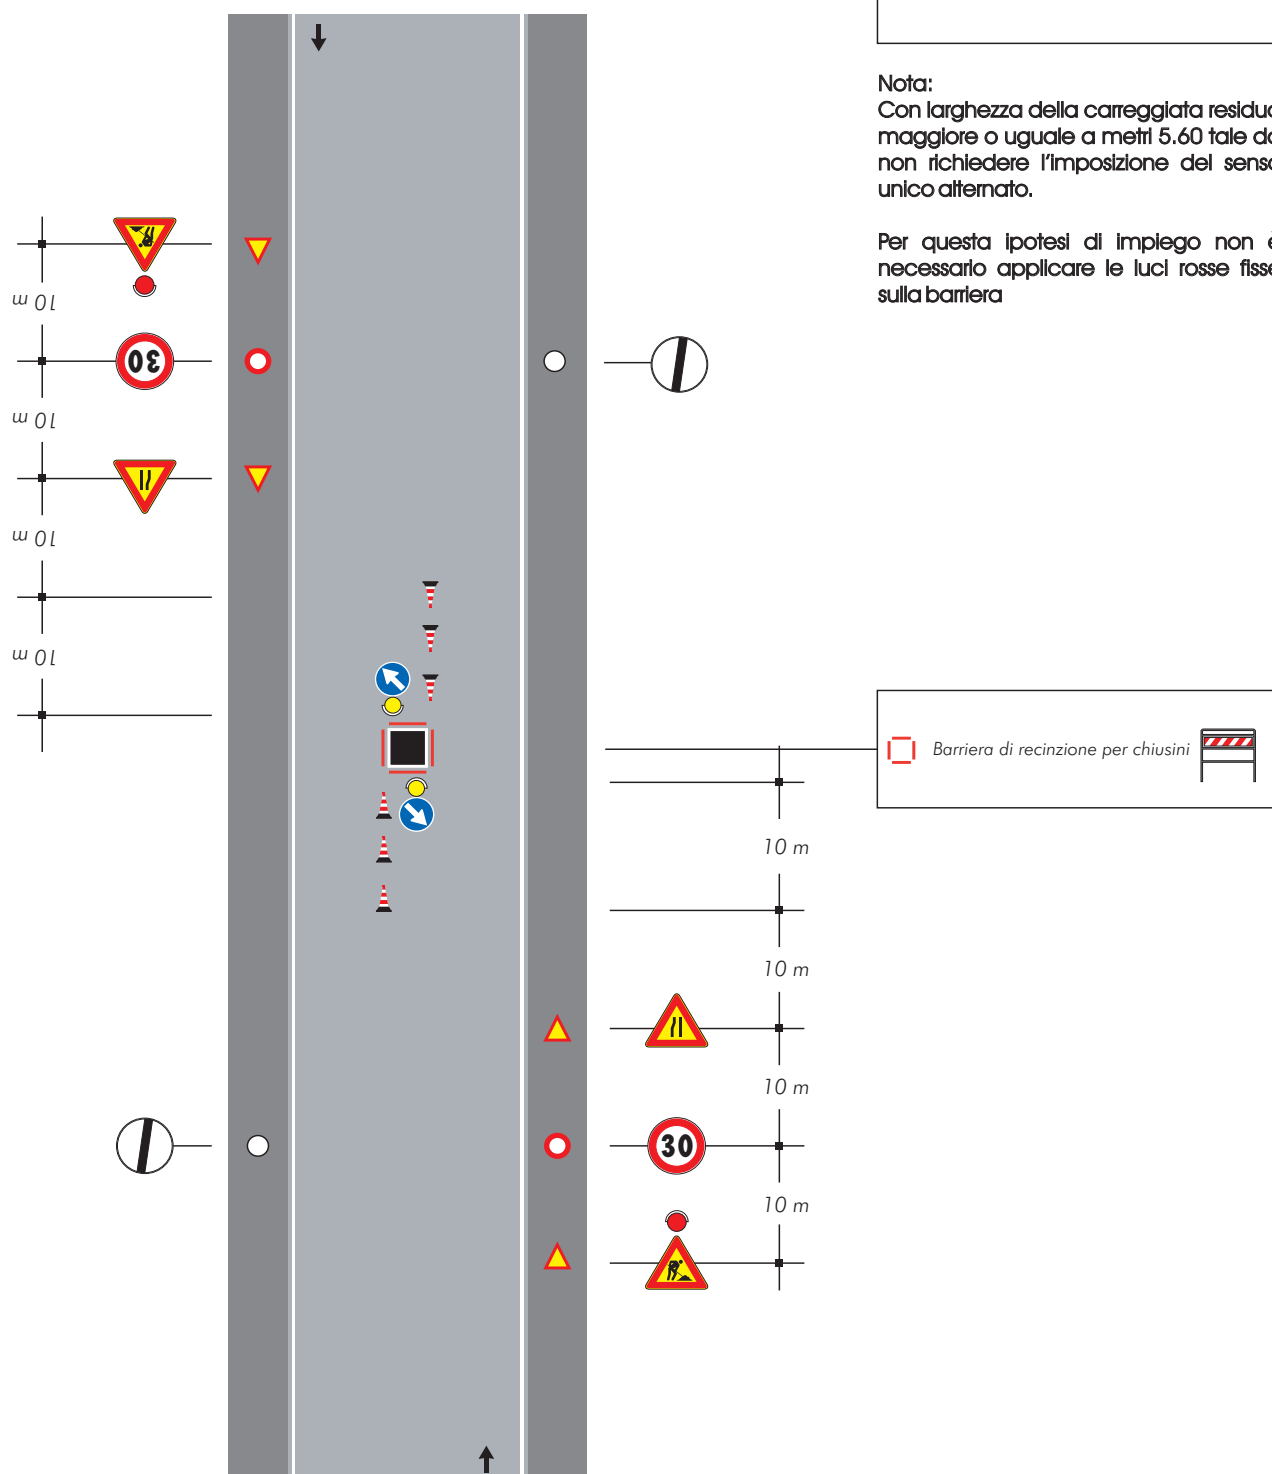 Nota:
Con larghezza della carreggiata residua
maggiore o uguale a metri 5.60 tale da
non richiedere l'imposizione del senso
unico alternato.
Per questa ipotesi di impiego non è
necessario applicare le luci rosse fisse
sulla barriera
10 m
30
10 m
10 m
10 m
Barriera di recinzione per chiusini
10 m
10 m
10 m
30
10 m